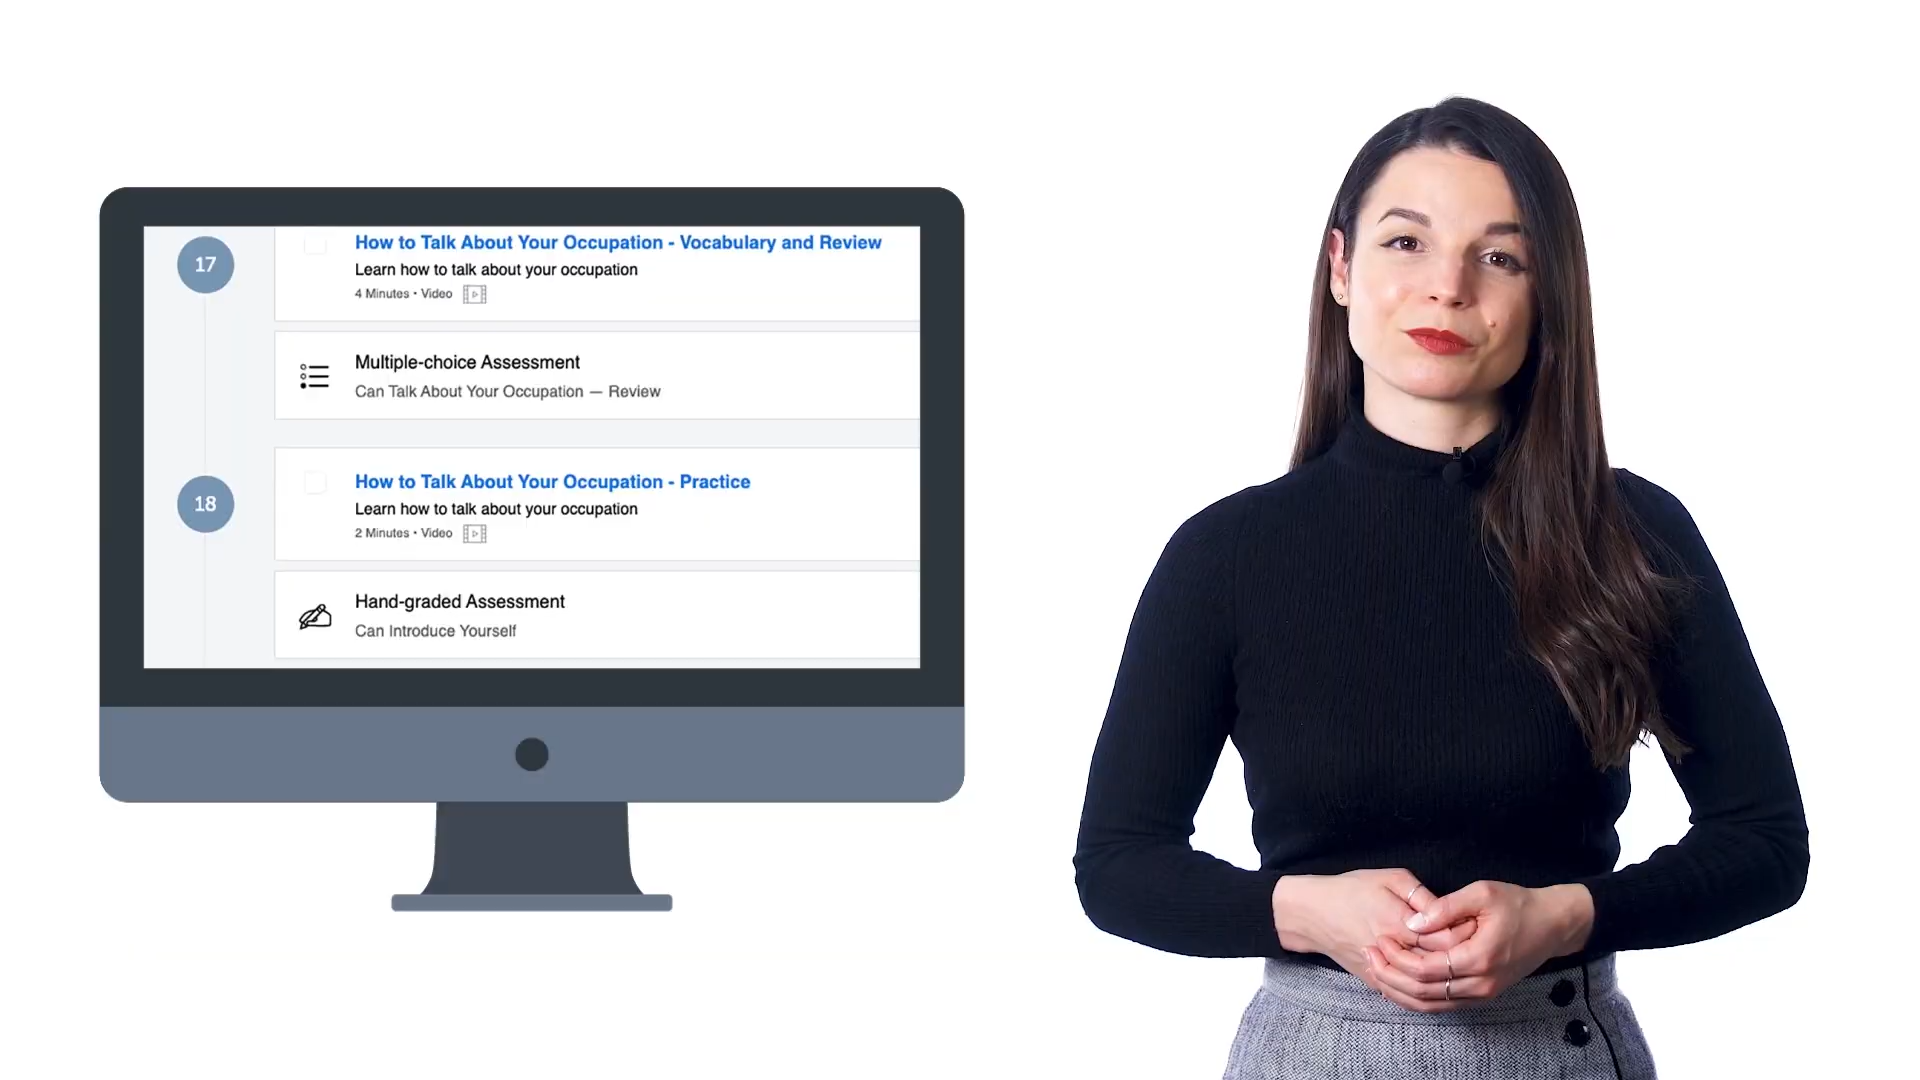 17
How to Talk About Your Occupation - Vocabulary and Review
Learn how to talk about your occupation
4 Minutes • Video
Multiple-choice Assessment
Can Talk About Your Occupation — Review
18
How to Talk About Your Occupation - Practice
Learn how to talk about your occupation
2 Minutes • Video
Hand-graded Assessment
Can Introduce Yourself